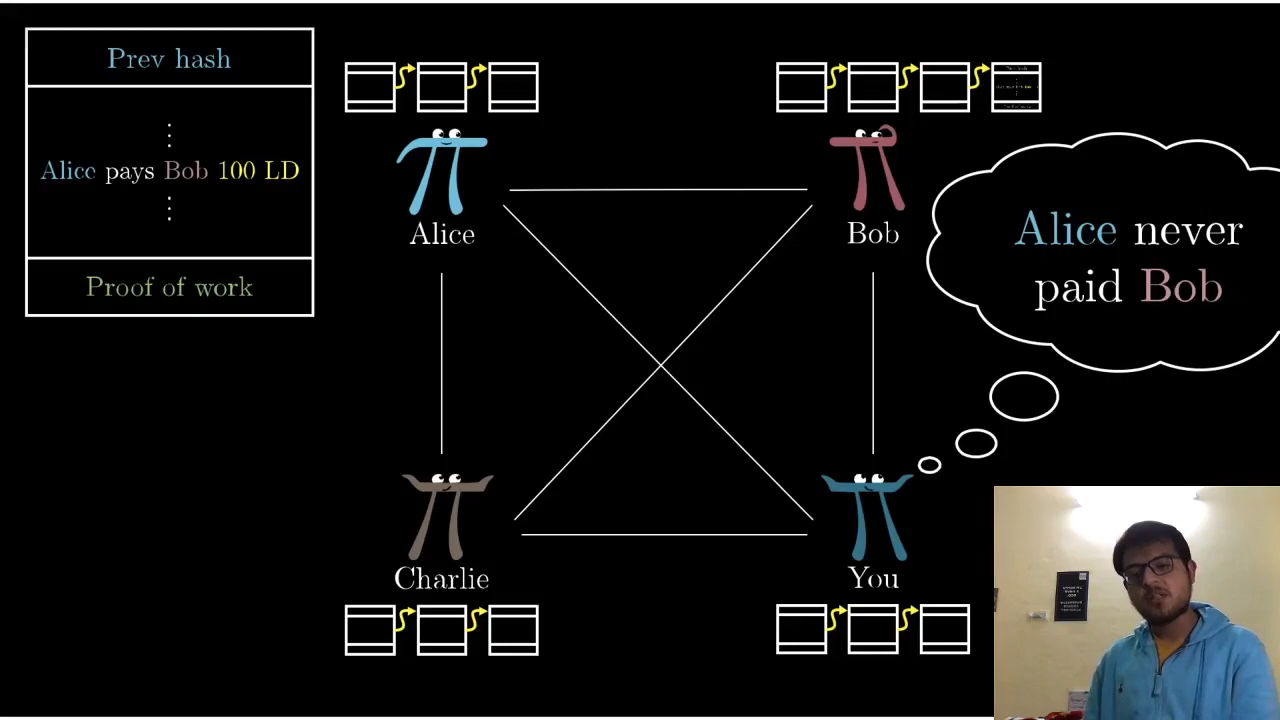 Prev hash
Alice pays Bob 100 LD
Proof of work
Alice
Bob
Alice never
paid Bob
Charlie
You